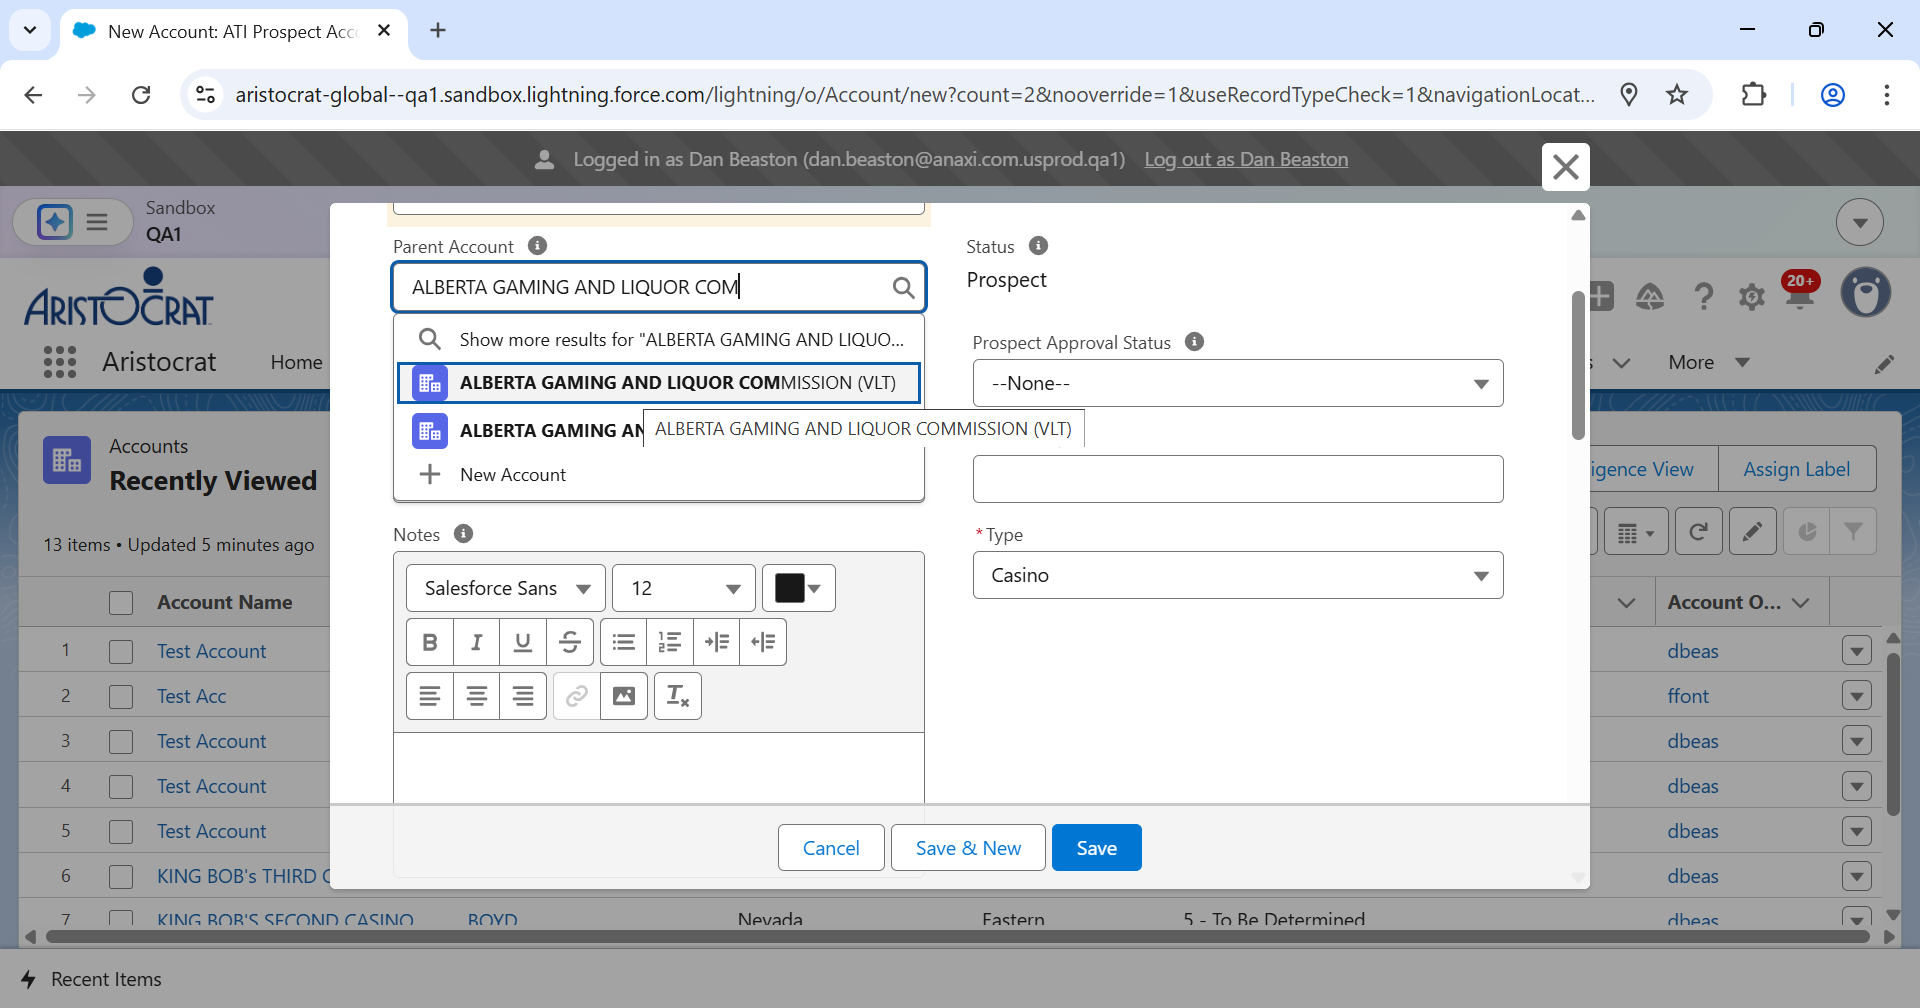 New Account: ATI Prospect Acc
aristocrat-global--qa1.sandbox.lightning.force.com/lightning/o/Account/new?count=2&nooverride=1&useRecordTypeCheck=1&navigationLocat...
Logged in as Dan Beaston (dan.beaston@anaxi.com.usprod.qa1) Log out as Dan Beaston
Sandbox
QA1
ARISTOCRAT
20+
Aristocrat
Home
More
Parent Account
ALBERTA GAMING AND LIQUOR COM
Show more results for "ALBERTA GAMING AND LIQUO...
ALBERTA GAMING AND LIQUOR COMMISSION (VLT)
ALBERTA GAMING AN
ALBERTA GAMING AND LIQUOR COMMISSION (VLT)
New Account
Status
Prospect
Prospect Approval Status
--None--
*Type
Casino
Notes
Salesforce Sans
12
Cancel
Save & New
Save
Accounts
Recently Viewed
igence View
Assign Label
13 items • Updated 5 minutes ago
Account Name
Account O...
1 Test Account dbeas
2 Test Acc ffont
3 Test Account dbeas
4 Test Account dbeas
5 Test Account dbeas
6 KING BOB's THIRD C dbeas
7 KING BOB'S SECOND CASINO BOYD Nevada Eastern 5 - To Be Determined dbeas
Recent Items